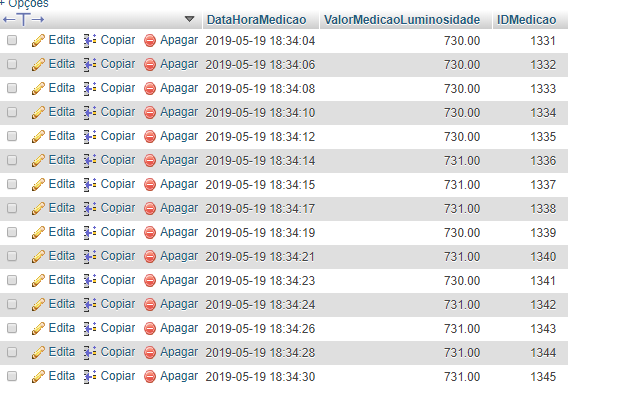 + Opções
←T→ DataHoraMedicao ValorMedicaoLuminosidade IDMedicao
Edita Copiar Apagar 2019-05-19 18:34:04 730.00 1331
Edita Copiar Apagar 2019-05-19 18:34:06 730.00 1332
Edita Copiar Apagar 2019-05-19 18:34:08 730.00 1333
Edita Copiar Apagar 2019-05-19 18:34:10 730.00 1334
Edita Copiar Apagar 2019-05-19 18:34:12 730.00 1335
Edita Copiar Apagar 2019-05-19 18:34:14 731.00 1336
Edita Copiar Apagar 2019-05-19 18:34:15 731.00 1337
Edita Copiar Apagar 2019-05-19 18:34:17 731.00 1338
Edita Copiar Apagar 2019-05-19 18:34:19 730.00 1339
Edita Copiar Apagar 2019-05-19 18:34:21 731.00 1340
Edita Copiar Apagar 2019-05-19 18:34:23 730.00 1341
Edita Copiar Apagar 2019-05-19 18:34:24 731.00 1342
Edita Copiar Apagar 2019-05-19 18:34:26 731.00 1343
Edita Copiar Apagar 2019-05-19 18:34:28 731.00 1344
Edita Copiar Apagar 2019-05-19 18:34:30 731.00 1345